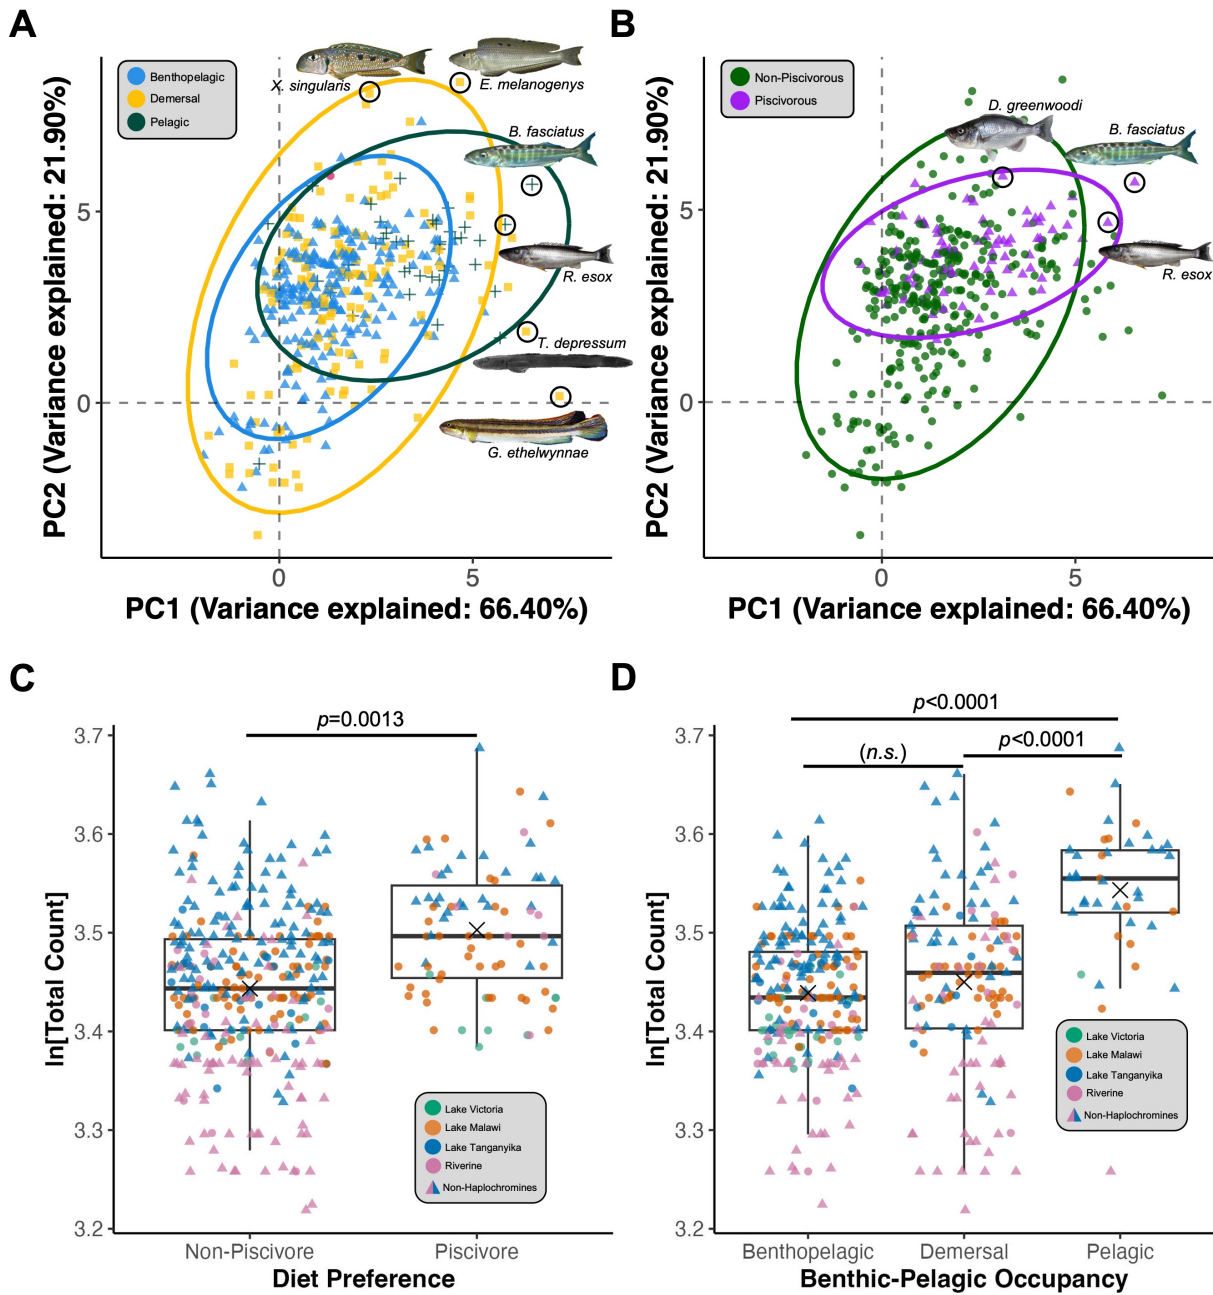 A
B
Benthopelagic
Demersal
Pelagic
X. singularis
E. melanogenys
B. fasciatus
R. esox
T. depressum
G. ethelwynnae
5
0
0
5
PC2 (Variance explained: 21.90%)
PC1 (Variance explained: 66.40%)
Non-Piscivorous
Piscivorous
D. greenwoodi
B. fasciatus
R. esox
5
0
0
5
PC2 (Variance explained: 21.90%)
PC1 (Variance explained: 66.40%)
C
p=0.0013
3.7
3.6
3.5
3.4
3.3
3.2
ln[Total Count]
Lake Victoria
Lake Malawi
Lake Tanganyika
Riverine
Non-Haplochromines
Non-Piscivore
Piscivore
Diet Preference
D
p<0.0001
(n.s.)
p<0.0001
3.7
3.6
3.5
3.4
3.3
3.2
ln[Total Count]
Lake Victoria
Lake Malawi
Lake Tanganyika
Riverine
Non-Haplochromines
Benthopelagic
Demersal
Pelagic
Benthic-Pelagic Occupancy